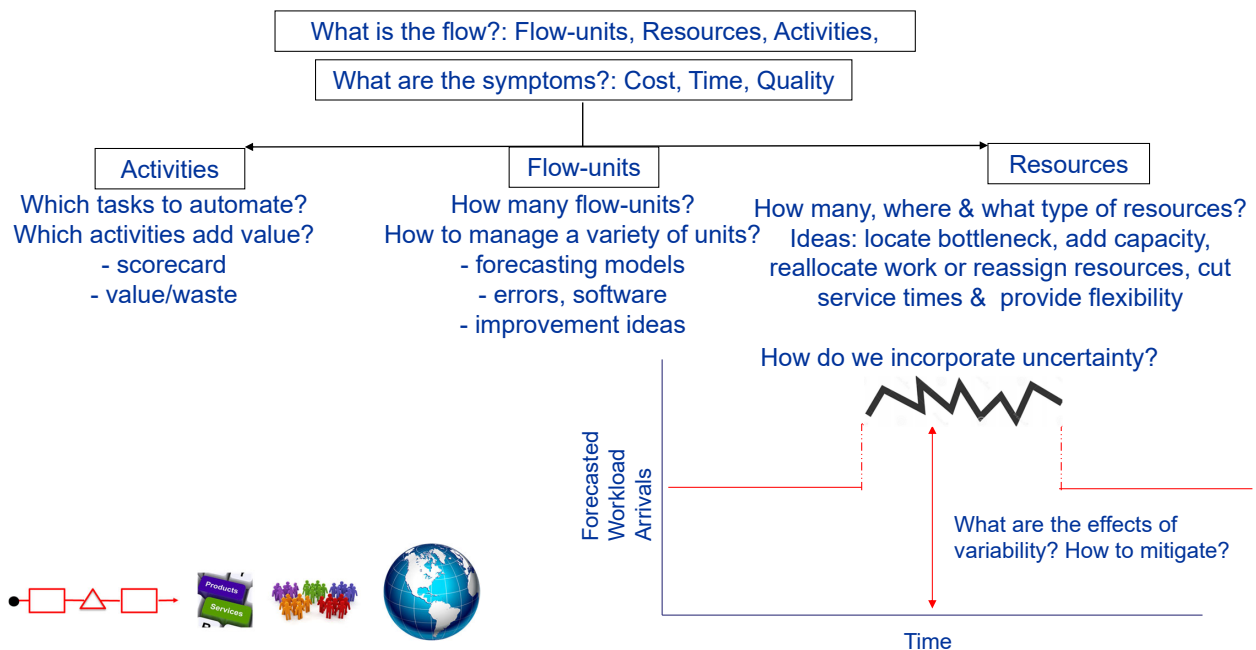 What is the flow?: Flow-units, Resources, Activities,
What are the symptoms?: Cost, Time, Quality
Activities
Which tasks to automate?
Which activities add value?
- scorecard
- value/waste
Flow-units
How many flow-units?
How to manage a variety of units?
- forecasting models
- errors, software
- improvement ideas
Resources
How many, where & what type of resources?
Ideas: locate bottleneck, add capacity,
reallocate work or reassign resources, cut
service times & provide flexibility
How do we incorporate uncertainty?
Forecasted
Workload
Arrivals
What are the effects of
variability? How to mitigate?
Time
Products
Services